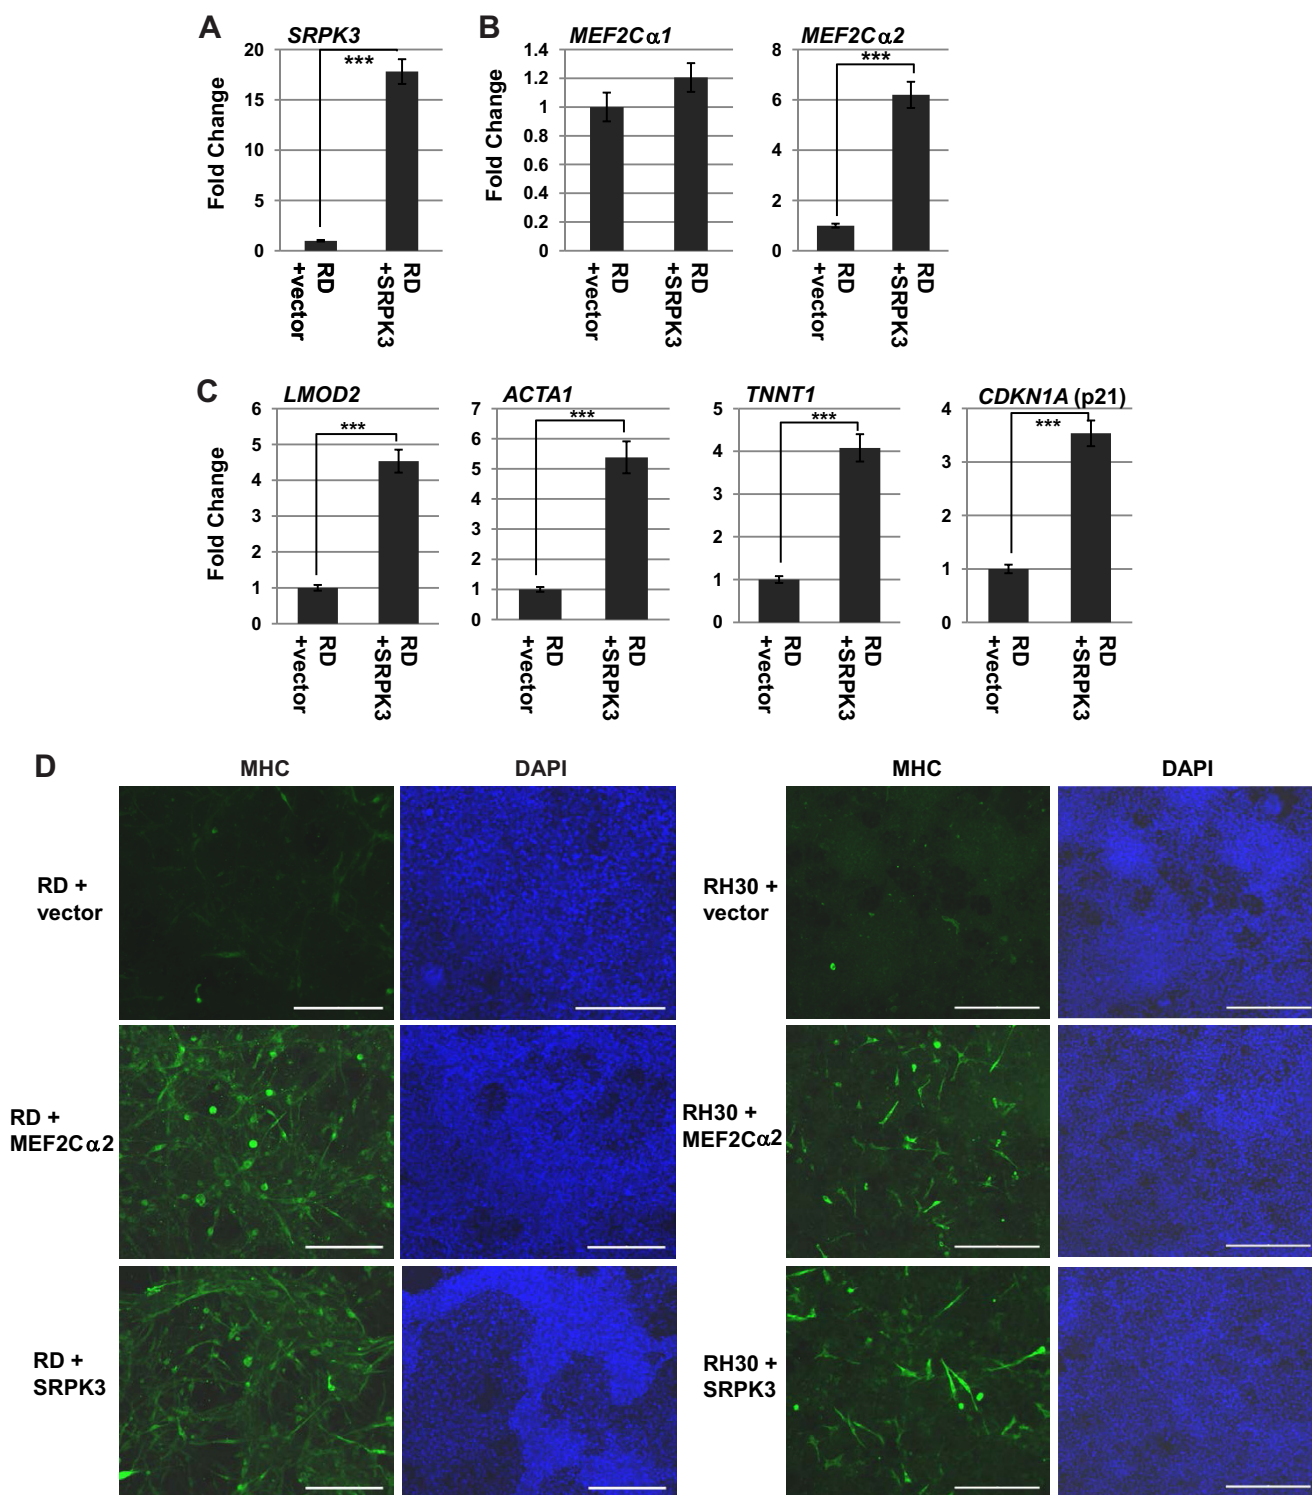 A
SRPK3
Fold Change
20
15
10
5
0
***
RD
+vector
RD
+SRPK3
B
MEF2Cα1
Fold Change
1.4
1.2
1
0.8
0.6
0.4
0.2
0
RD
+vector
RD
+SRPK3
MEF2Cα2
8
6
4
2
0
***
RD
+vector
RD
+SRPK3
C
LMOD2
Fold Change
6
5
4
3
2
1
0
***
RD
+vector
RD
+SRPK3
ACTA1
7
6
5
4
3
2
1
0
***
RD
+vector
RD
+SRPK3
TNNT1
5
4
3
2
1
0
***
RD
+vector
RD
+SRPK3
CDKN1A (p21)
4
3
2
1
0
***
RD
+vector
RD
+SRPK3
D
MHC DAPI MHC DAPI
RD +
vector
RH30 +
vector
RD +
MEF2Cα2
RH30 +
MEF2Cα2
RD +
SRPK3
RH30 +
SRPK3